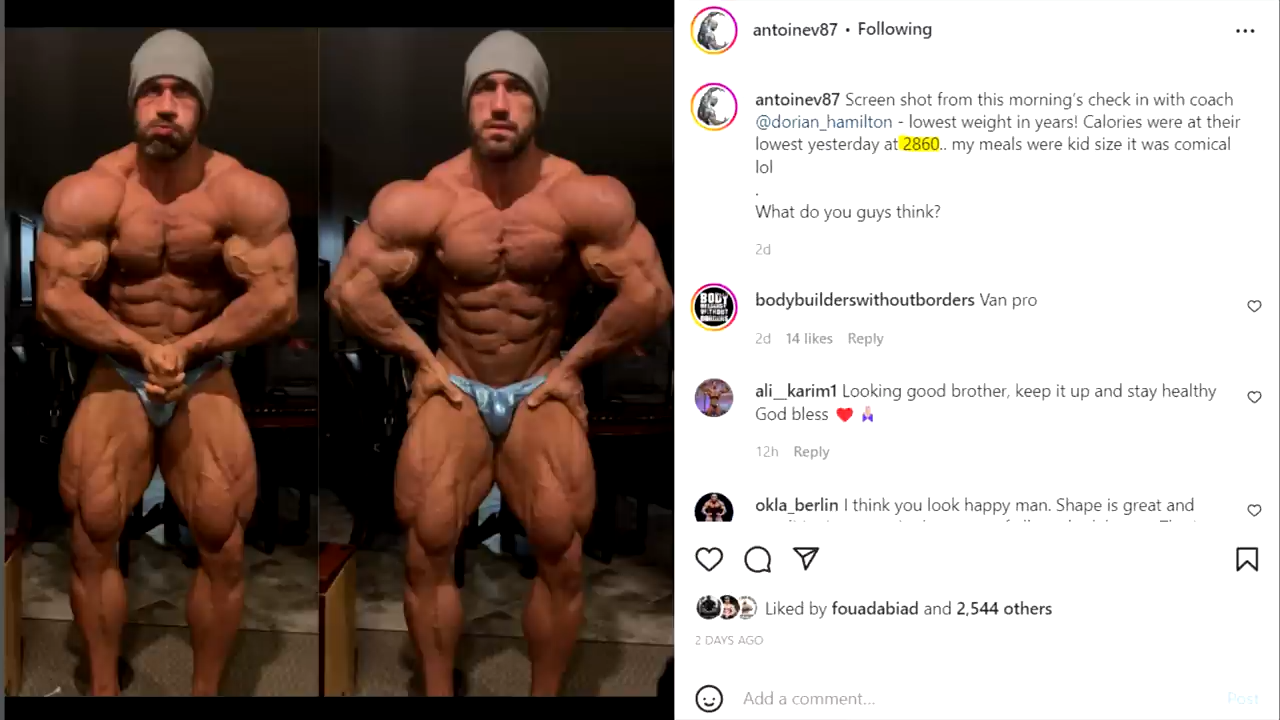 antoinev87 • Following
antoinev87 Screen shot from this morning's check in with coach
@dorian_hamilton - lowest weight in years! Calories were at their
lowest yesterday at 2860.. my meals were kid size it was comical
lol
.
What do you guys think?
2d
bodybuilderswithoutborders Van pro
2d 14 likes Reply
ali__karim1 Looking good brother, keep it up and stay healthy
God bless ❤️ 🙏
12h Reply
okla_berlin I think you look happy man. Shape is great and
Liked by fouadabiad and 2,544 others
2 DAYS AGO
Add a comment...
Post
BODY
BUILDERS
WITHOUT
BORDERS